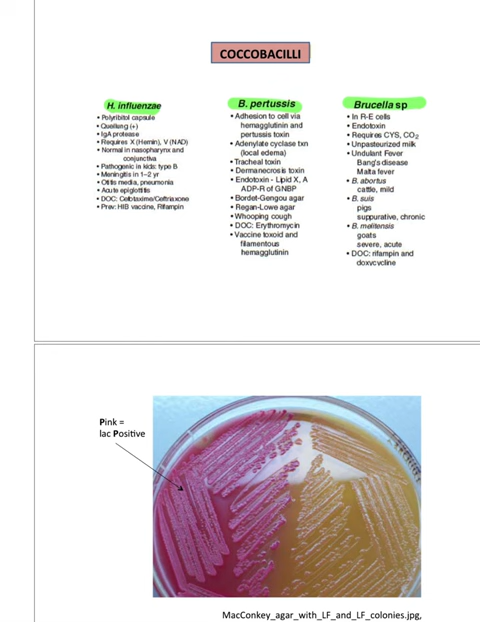 COCCOBACILLI
H. influenzae
• Polyribitol capsule
• Quellung (+)
• IgA protease
• Requires X (Hemin), V (NAD)
• Normal in nasopharynx and
conjunctiva
• Pathogenic in kids: type B
• Meningitis in 1–2 yr
• Otitis media, pneumonia
• Acute epiglottitis
• DOC: Cefotaxime/Ceftriaxone
• Prev: HIB vaccine, Rifampin
B. pertussis
• Adhesion to cell via
hemagglutinin and
pertussis toxin
• Adenylate cyclase txn
(local edema)
• Tracheal toxin
• Dermanecrosis toxin
• Endotoxin - Lipid X, A
ADP-R of GNBP
• Bordet-Gengou agar
• Regan-Lowe agar
• Whooping cough
• DOC: Erythromycin
• Vaccine toxoid and
filamentous
hemagglutinin
Brucella sp
• In R-E cells
• Endotoxin
• Requires CYS, CO2
• Unpasteurized milk
• Undulant Fever
Bang's disease
Malta fever
• B. abortus
cattle, mild
• B. suis
pigs
suppurative, chronic
• B. melitensis
goats
severe, acute
• DOC: rifampin and
doxycycline
Pink =
lac Positive
MacConkey_agar_with_LF_and_LF_colonies.jpg,